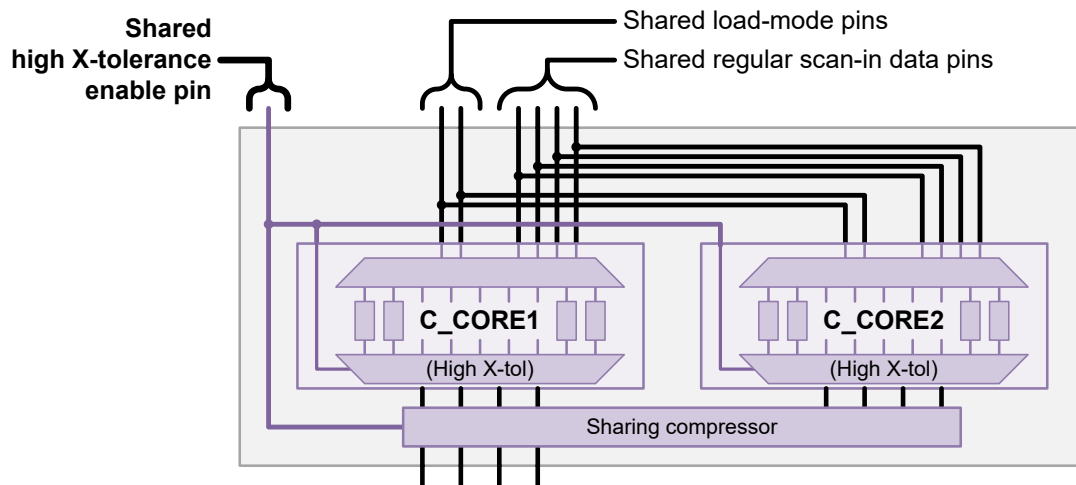 Shared
high X-tolerance
enable pin
Shared load-mode pins
Shared regular scan-in data pins
C_CORE1
C_CORE2
(High X-tol)
(High X-tol)
Sharing compressor